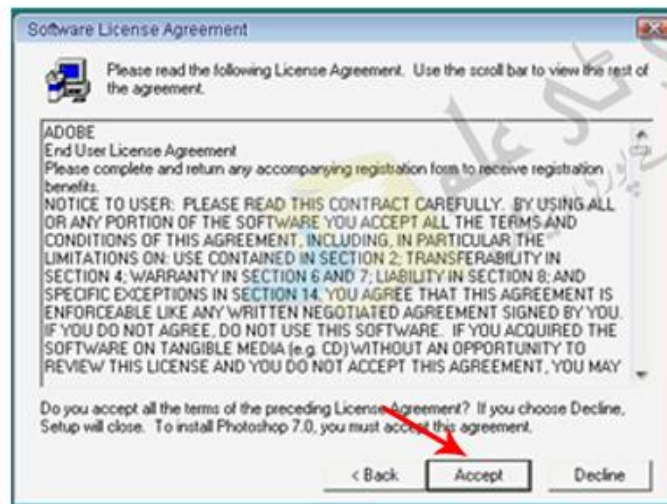 Software License Agreement
Please read the following License Agreement. Use the scroll bar to view the rest of
the agreement.
ADOBE
End User License Agreement
Please complete and return any accompanying registration form to receive registration
benefits.
NOTICE TO USER: PLEASE READ THIS CONTRACT CAREFULLY. BY USING ALL
OR ANY PORTION OF THE SOFTWARE YOU ACCEPT ALL THE TERMS AND
CONDITIONS OF THIS AGREEMENT, INCLUDING, IN PARTICULAR THE
LIMITATIONS ON: USE CONTAINED IN SECTION 2; TRANSFERABILITY IN
SECTION 4; WARRANTY IN SECTION 6 AND 7; LIABILITY IN SECTION 8; AND
SPECIFIC EXCEPTIONS IN SECTION 14. YOU AGREE THAT THIS AGREEMENT IS
ENFORCEABLE LIKE ANY WRITTEN NEGOTIATED AGREEMENT SIGNED BY YOU.
IF YOU DO NOT AGREE, DO NOT USE THIS SOFTWARE. IF YOU ACQUIRED THE
SOFTWARE ON TANGIBLE MEDIA (e.g. CD) WITHOUT AN OPPORTUNITY TO
REVIEW THIS LICENSE AND YOU DO NOT ACCEPT THIS AGREEMENT, YOU MAY
Do you accept all the terms of the preceding License Agreement? If you choose Decline,
Setup will close. To install Photoshop 7.0, you must accept this agreement.
< Back Accept Decline